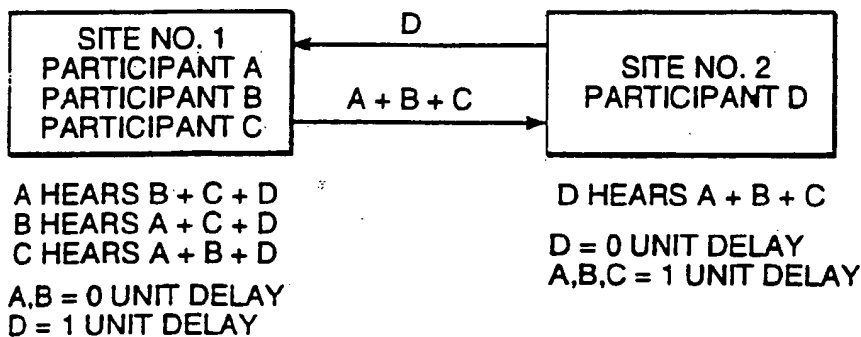 SITE NO. 1
PARTICIPANT A
PARTICIPANT B
PARTICIPANT C
D
A + B + C
SITE NO. 2
PARTICIPANT D
A HEARS B + C + D
B HEARS A + C + D
C HEARS A + B + D
A,B = 0 UNIT DELAY
D = 1 UNIT DELAY
D HEARS A + B + C
D = 0 UNIT DELAY
A,B,C = 1 UNIT DELAY